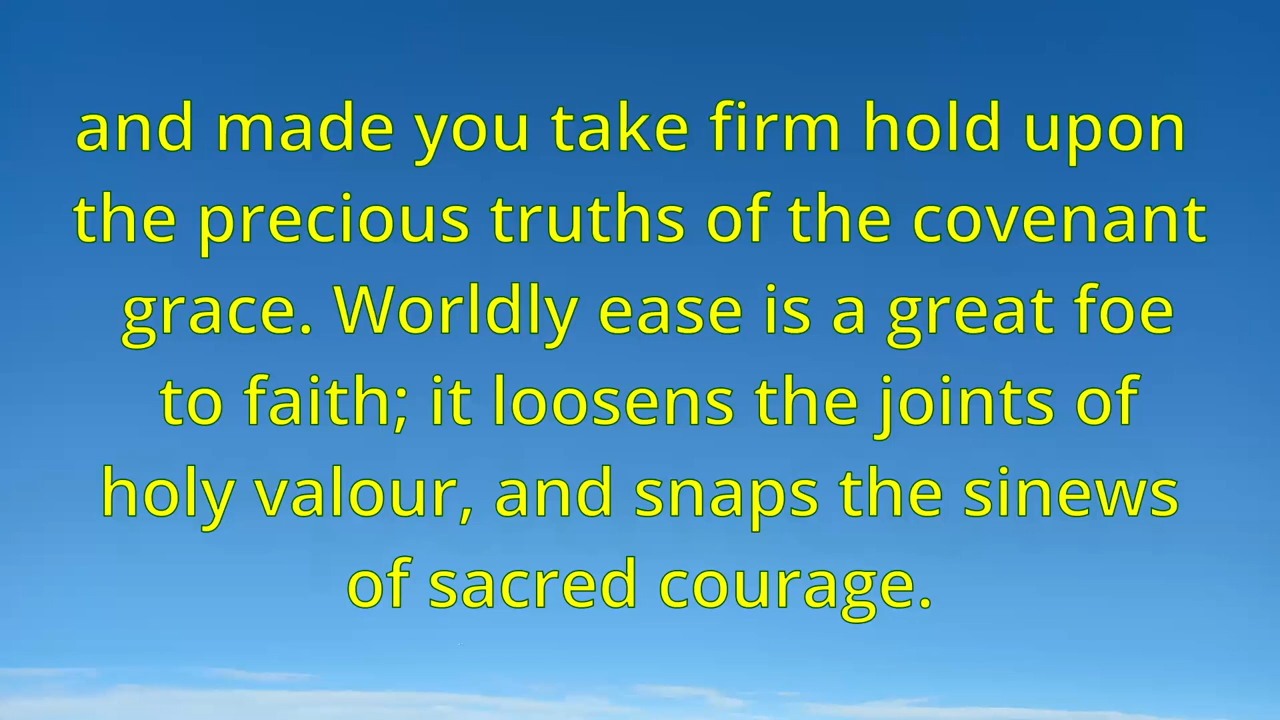 and made you take firm hold upon
the precious truths of the covenant
grace. Worldly ease is a great foe
to faith; it loosens the joints of
holy valour, and snaps the sinews
of sacred courage.